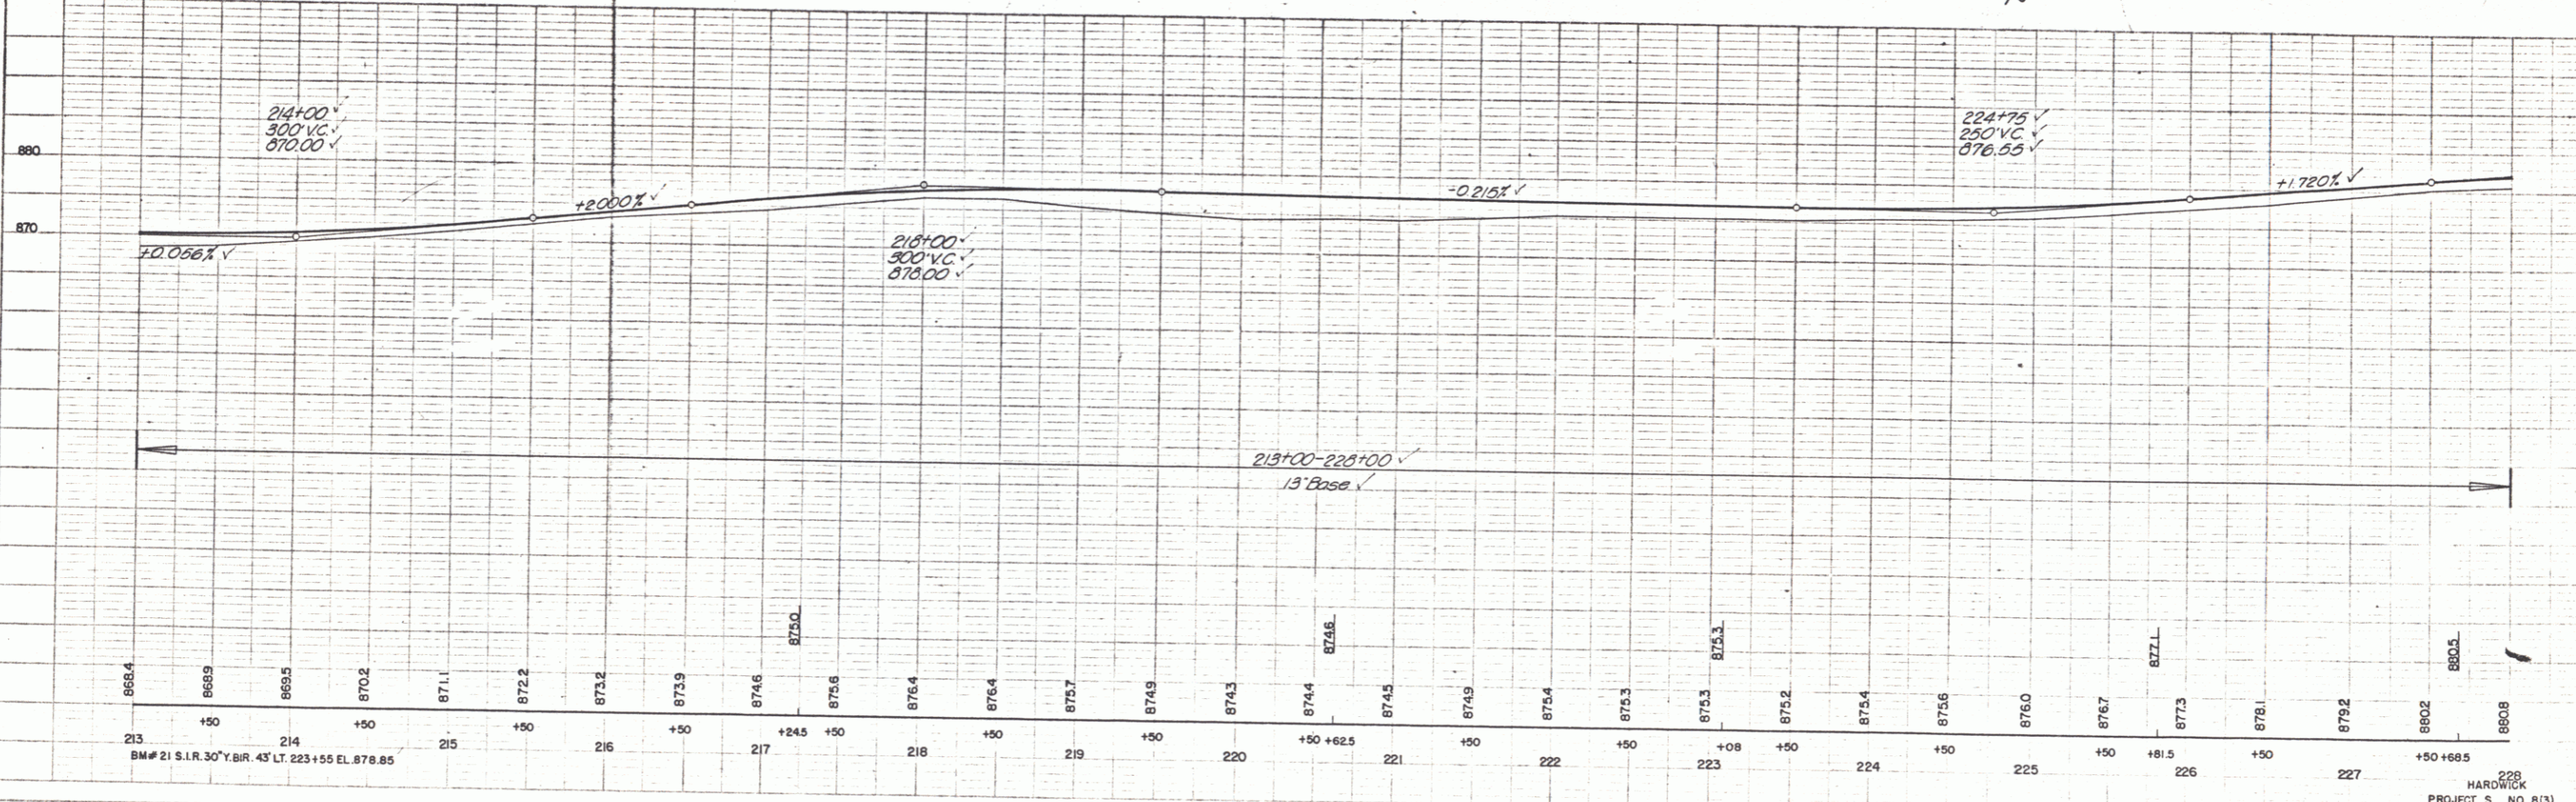 214+00 ✓
300' V.C. ✓
870.00 ✓
224+75 ✓
250' V.C. ✓
876.55 ✓
880
+1.720% ✓
-0.215% ✓
+2.000% ✓
870
+0.056% ✓
218+00 ✓
300' V.C. ✓
878.00 ✓
213+00-228+00 ✓
13" Base ✓
875.0 874.6 875.3 877.1 880.5
868.4 868.9 869.5 870.2 871.1 872.2 873.2 873.9 874.6 875.6 876.4 876.4 875.7 874.9 874.3 874.4 874.5 874.9 875.4 875.3 875.3 875.2 875.4 875.6 876.0 876.7 877.3 878.1 879.2 880.2 880.8
+50 +50 +50 +50 +24.5 +50 +50 +50 +50 +62.5 +50 +50 +08 +50 +50 +50 +81.5 +50 +50 +68.5
213 214 215 216 217 218 219 220 221 222 223 224 225 226 227 228
BM# 21 S.I.R. 30" Y.BIR. 43' LT. 223+55 EL. 878.85
HARDWICK
PROJECT S NO. 8(3)